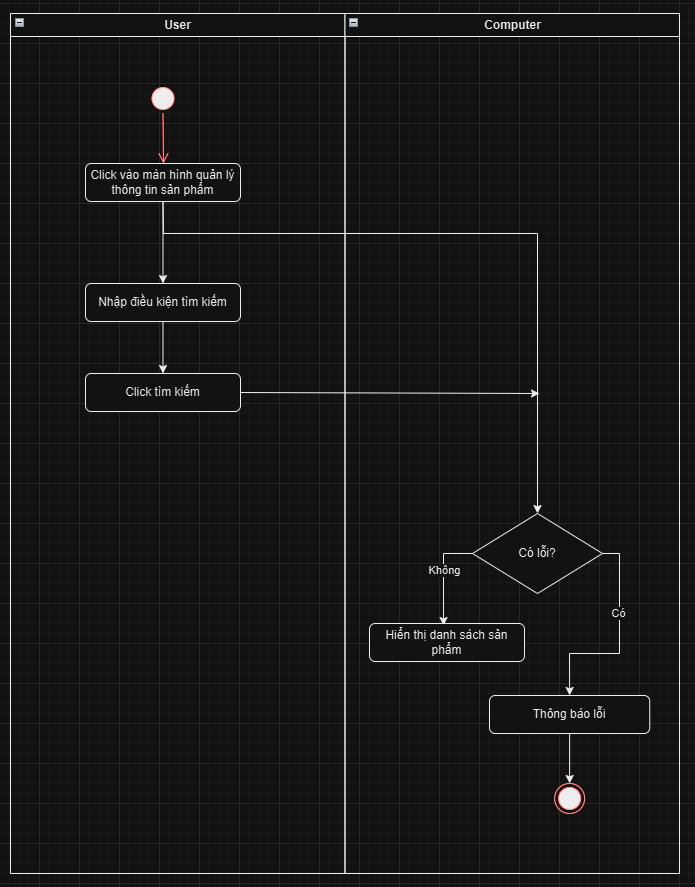 User
Computer
Click vào màn hình quản lý
thông tin sản phẩm
Nhập điều kiện tìm kiếm
Click tìm kiếm
Có lỗi?
Không
Có
Hiển thị danh sách sản
phẩm
Thông báo lỗi